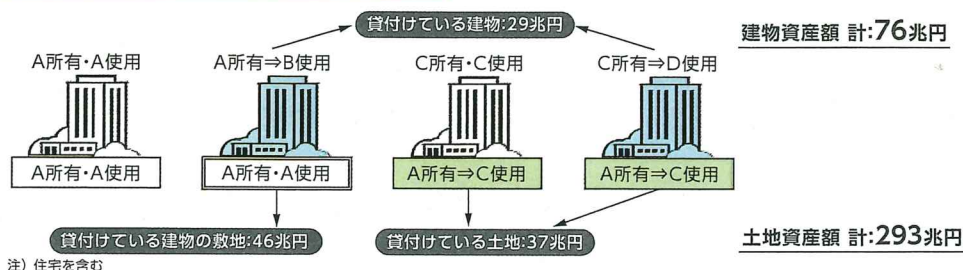 貸付けている建物:29兆円
建物資産額 計:76兆円
A所有・A使用
A所有⇒B使用
C所有・C使用
C所有⇒D使用
A所有・A使用
A所有・A使用
A所有⇒C使用
A所有⇒C使用
貸付けている建物の敷地:46兆円
貸付けている土地:37兆円
土地資産額 計:293兆円
注）住宅を含む